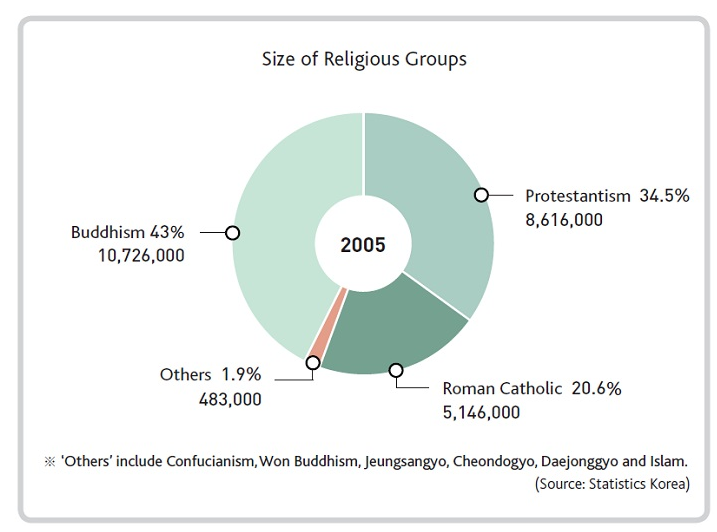 Size of Religious Groups
Protestantism 34.5%
8,616,000
Buddhism 43%
10,726,000
2005
Others 1.9%
483,000
Roman Catholic 20.6%
5,146,000
※ 'Others' include Confucianism, Won Buddhism, Jeungsangyo, Cheondogyo, Daejonggyo and Islam.
(Source: Statistics Korea)